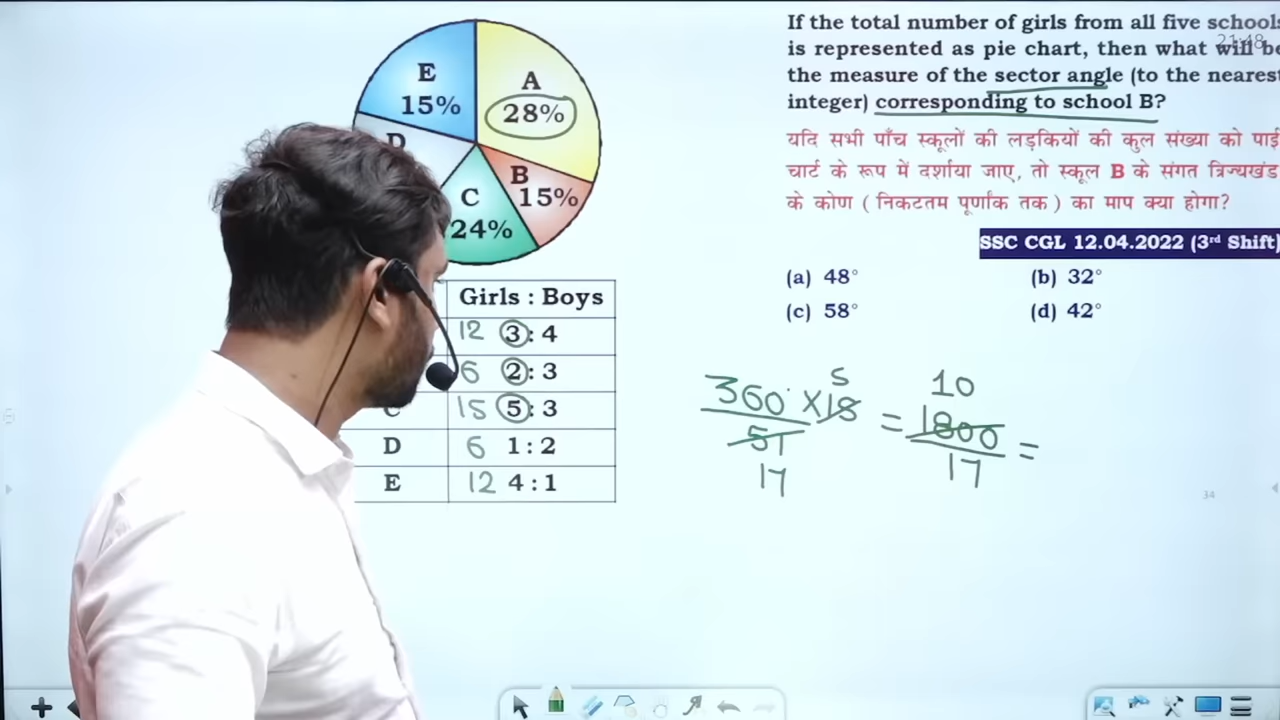 If the total number of girls from all five schools
is represented as pie chart, then what will be
the measure of the sector angle (to the nearest
integer) corresponding to school B?
यदि सभी पाँच स्कूलों की लड़कियों की कुल संख्या को पाई
चार्ट के रूप में दर्शाया जाए, तो स्कूल B के संगत त्रिज्यखंड
के कोण ( निकटतम पूर्णांक तक ) का माप क्या होगा?
SSC CGL 12.04.2022 (3rd Shift)
(a) 48°
(b) 32°
(c) 58°
(d) 42°
E
15%
A
28%
D
B
15%
C
24%
Girls : Boys
12 3 : 4
6 2 : 3
C 15 5 : 3
D 6 1 : 2
E 12 4 : 1
5 10
360° × 18 = 1800 =
51 17
17
34
21:48